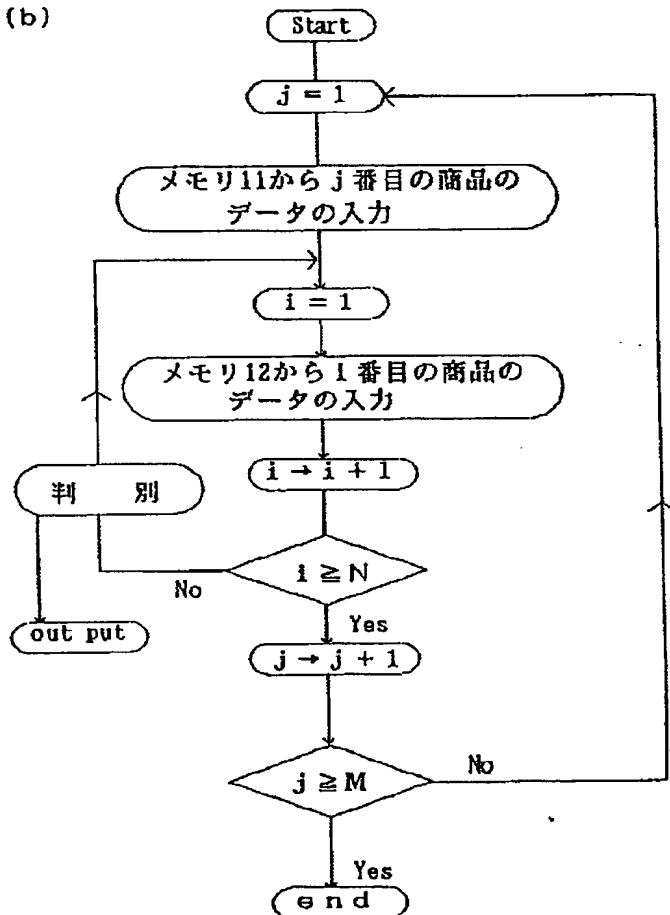 (b)
Start
j = 1
メモリ11から j 番目の商品の
データの入力
i = 1
メモリ12から 1 番目の商品の
データの入力
i → i + 1
判 別
i ≧ N
No
Yes
out put
j → j + 1
j ≧ M
No
Yes
end